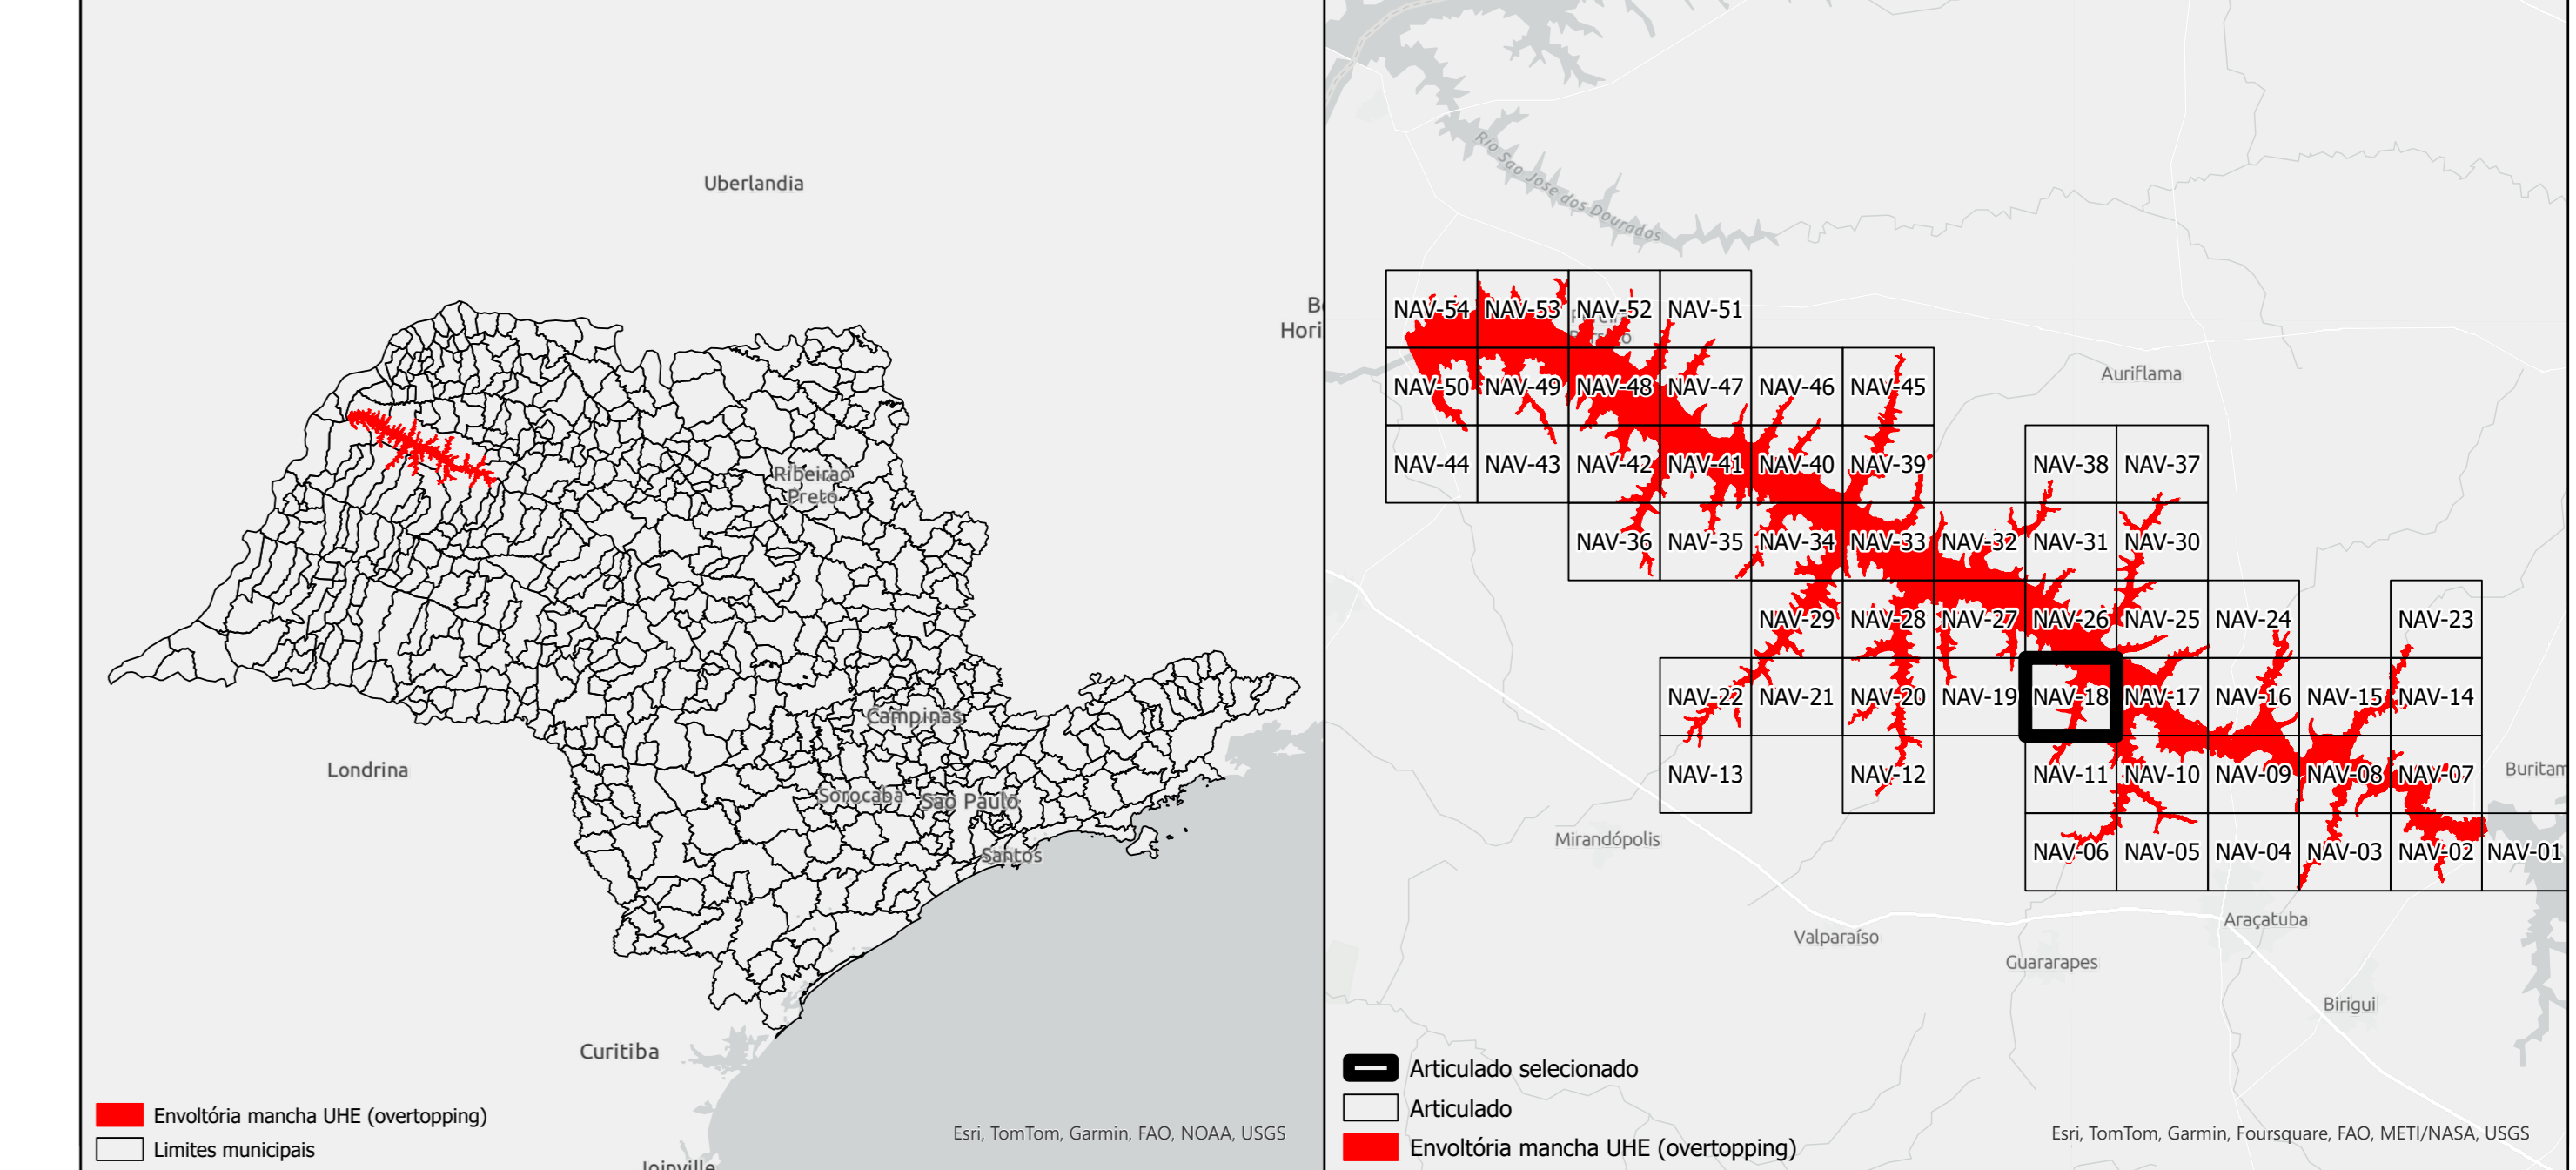 Uberlandia
Ribeirao
Preto
Campinas
Londrina
Sorocaba
Sao Paulo
Santos
Curitiba
Envoltória mancha UHE (overtopping)
Limites municipais
Esri, TomTom, Garmin, FAO, NOAA, USGS
Rio Sao Jose dos Dourados
NAV-54 NAV-53 NAV-52 NAV-51
NAV-50 NAV-49 NAV-48 NAV-47 NAV-46 NAV-45
Auriflama
NAV-44 NAV-43 NAV-42 NAV-41 NAV-40 NAV-39 NAV-38 NAV-37
NAV-36 NAV-35 NAV-34 NAV-33 NAV-32 NAV-31 NAV-30
NAV-29 NAV-28 NAV-27 NAV-26 NAV-25 NAV-24 NAV-23
NAV-22 NAV-21 NAV-20 NAV-19 NAV-18 NAV-17 NAV-16 NAV-15 NAV-14
NAV-13 NAV-12 NAV-11 NAV-10 NAV-09 NAV-08 NAV-07 Buritam
Mirandópolis
NAV-06 NAV-05 NAV-04 NAV-03 NAV-02 NAV-01
Araçatuba
Valparaíso
Guararapes
Birigui
Articulado selecionado
Articulado
Envoltória mancha UHE (overtopping)
Esri, TomTom, Garmin, Foursquare, FAO, METI/NASA, USGS